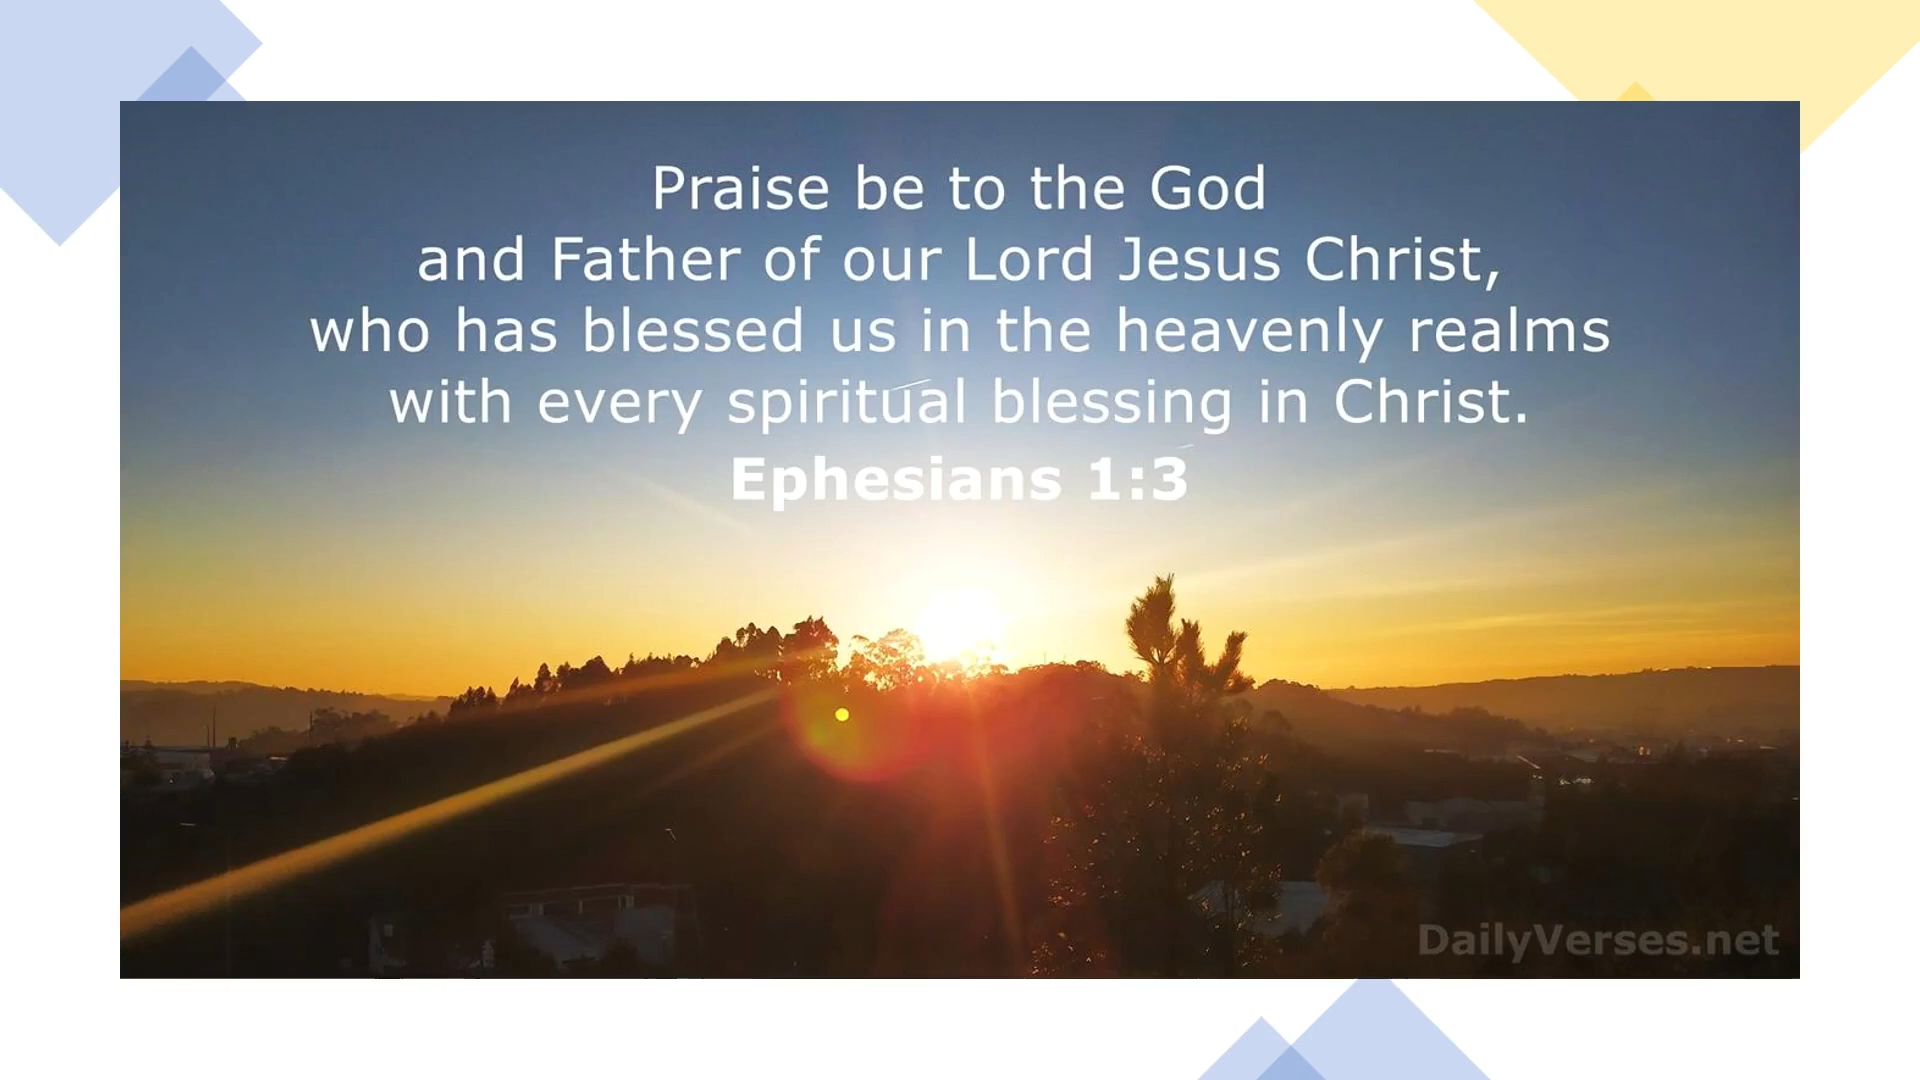 Praise be to the God
and Father of our Lord Jesus Christ,
who has blessed us in the heavenly realms
with every spiritual blessing in Christ.
Ephesians 1:3
DailyVerses.net